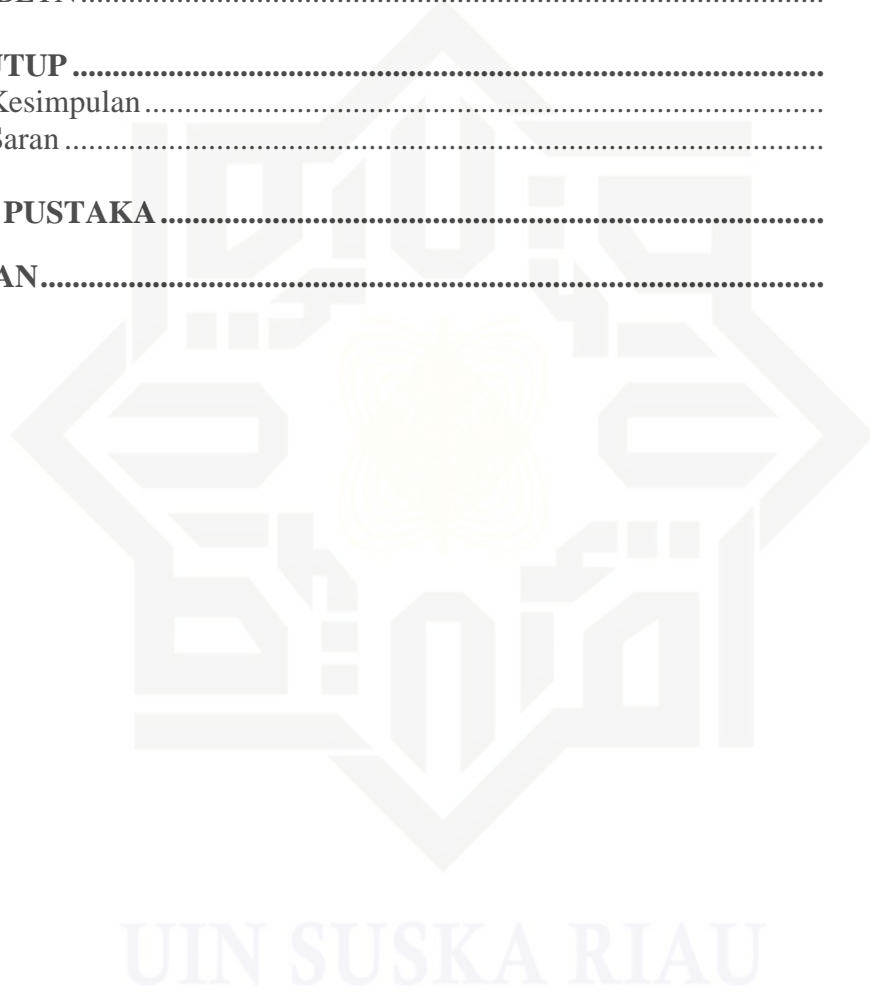 UTUP ........................................................................................
Kesimpulan ........................................................................................
Saran ........................................................................................
PUSTAKA ........................................................................................
AN ........................................................................................
UIN SUSKA RIAU